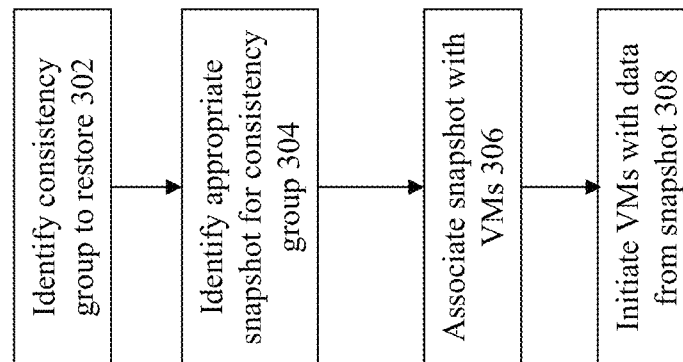 Identify consistency
group to restore 302
Identify appropriate
snapshot for consistency
group 304
Associate snapshot with
VMs 306
Initiate VMs with data
from snapshot 308